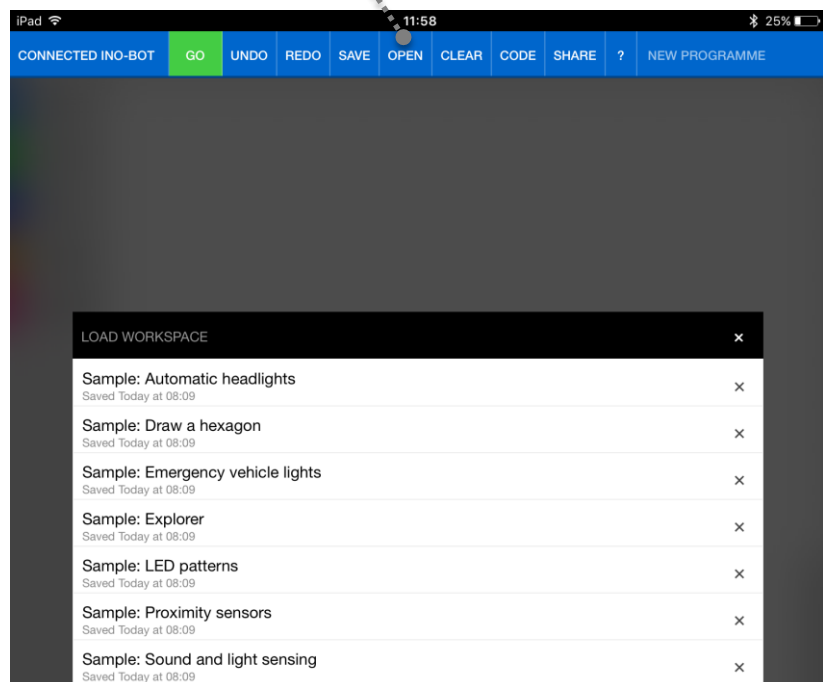 iPad 11:58 25%
CONNECTED INO-BOT GO UNDO REDO SAVE OPEN CLEAR CODE SHARE ? NEW PROGRAMME
LOAD WORKSPACE ×
Sample: Automatic headlights ×
Saved Today at 08:09
Sample: Draw a hexagon ×
Saved Today at 08:09
Sample: Emergency vehicle lights ×
Saved Today at 08:09
Sample: Explorer ×
Saved Today at 08:09
Sample: LED patterns ×
Saved Today at 08:09
Sample: Proximity sensors ×
Saved Today at 08:09
Sample: Sound and light sensing ×
Saved Today at 08:09